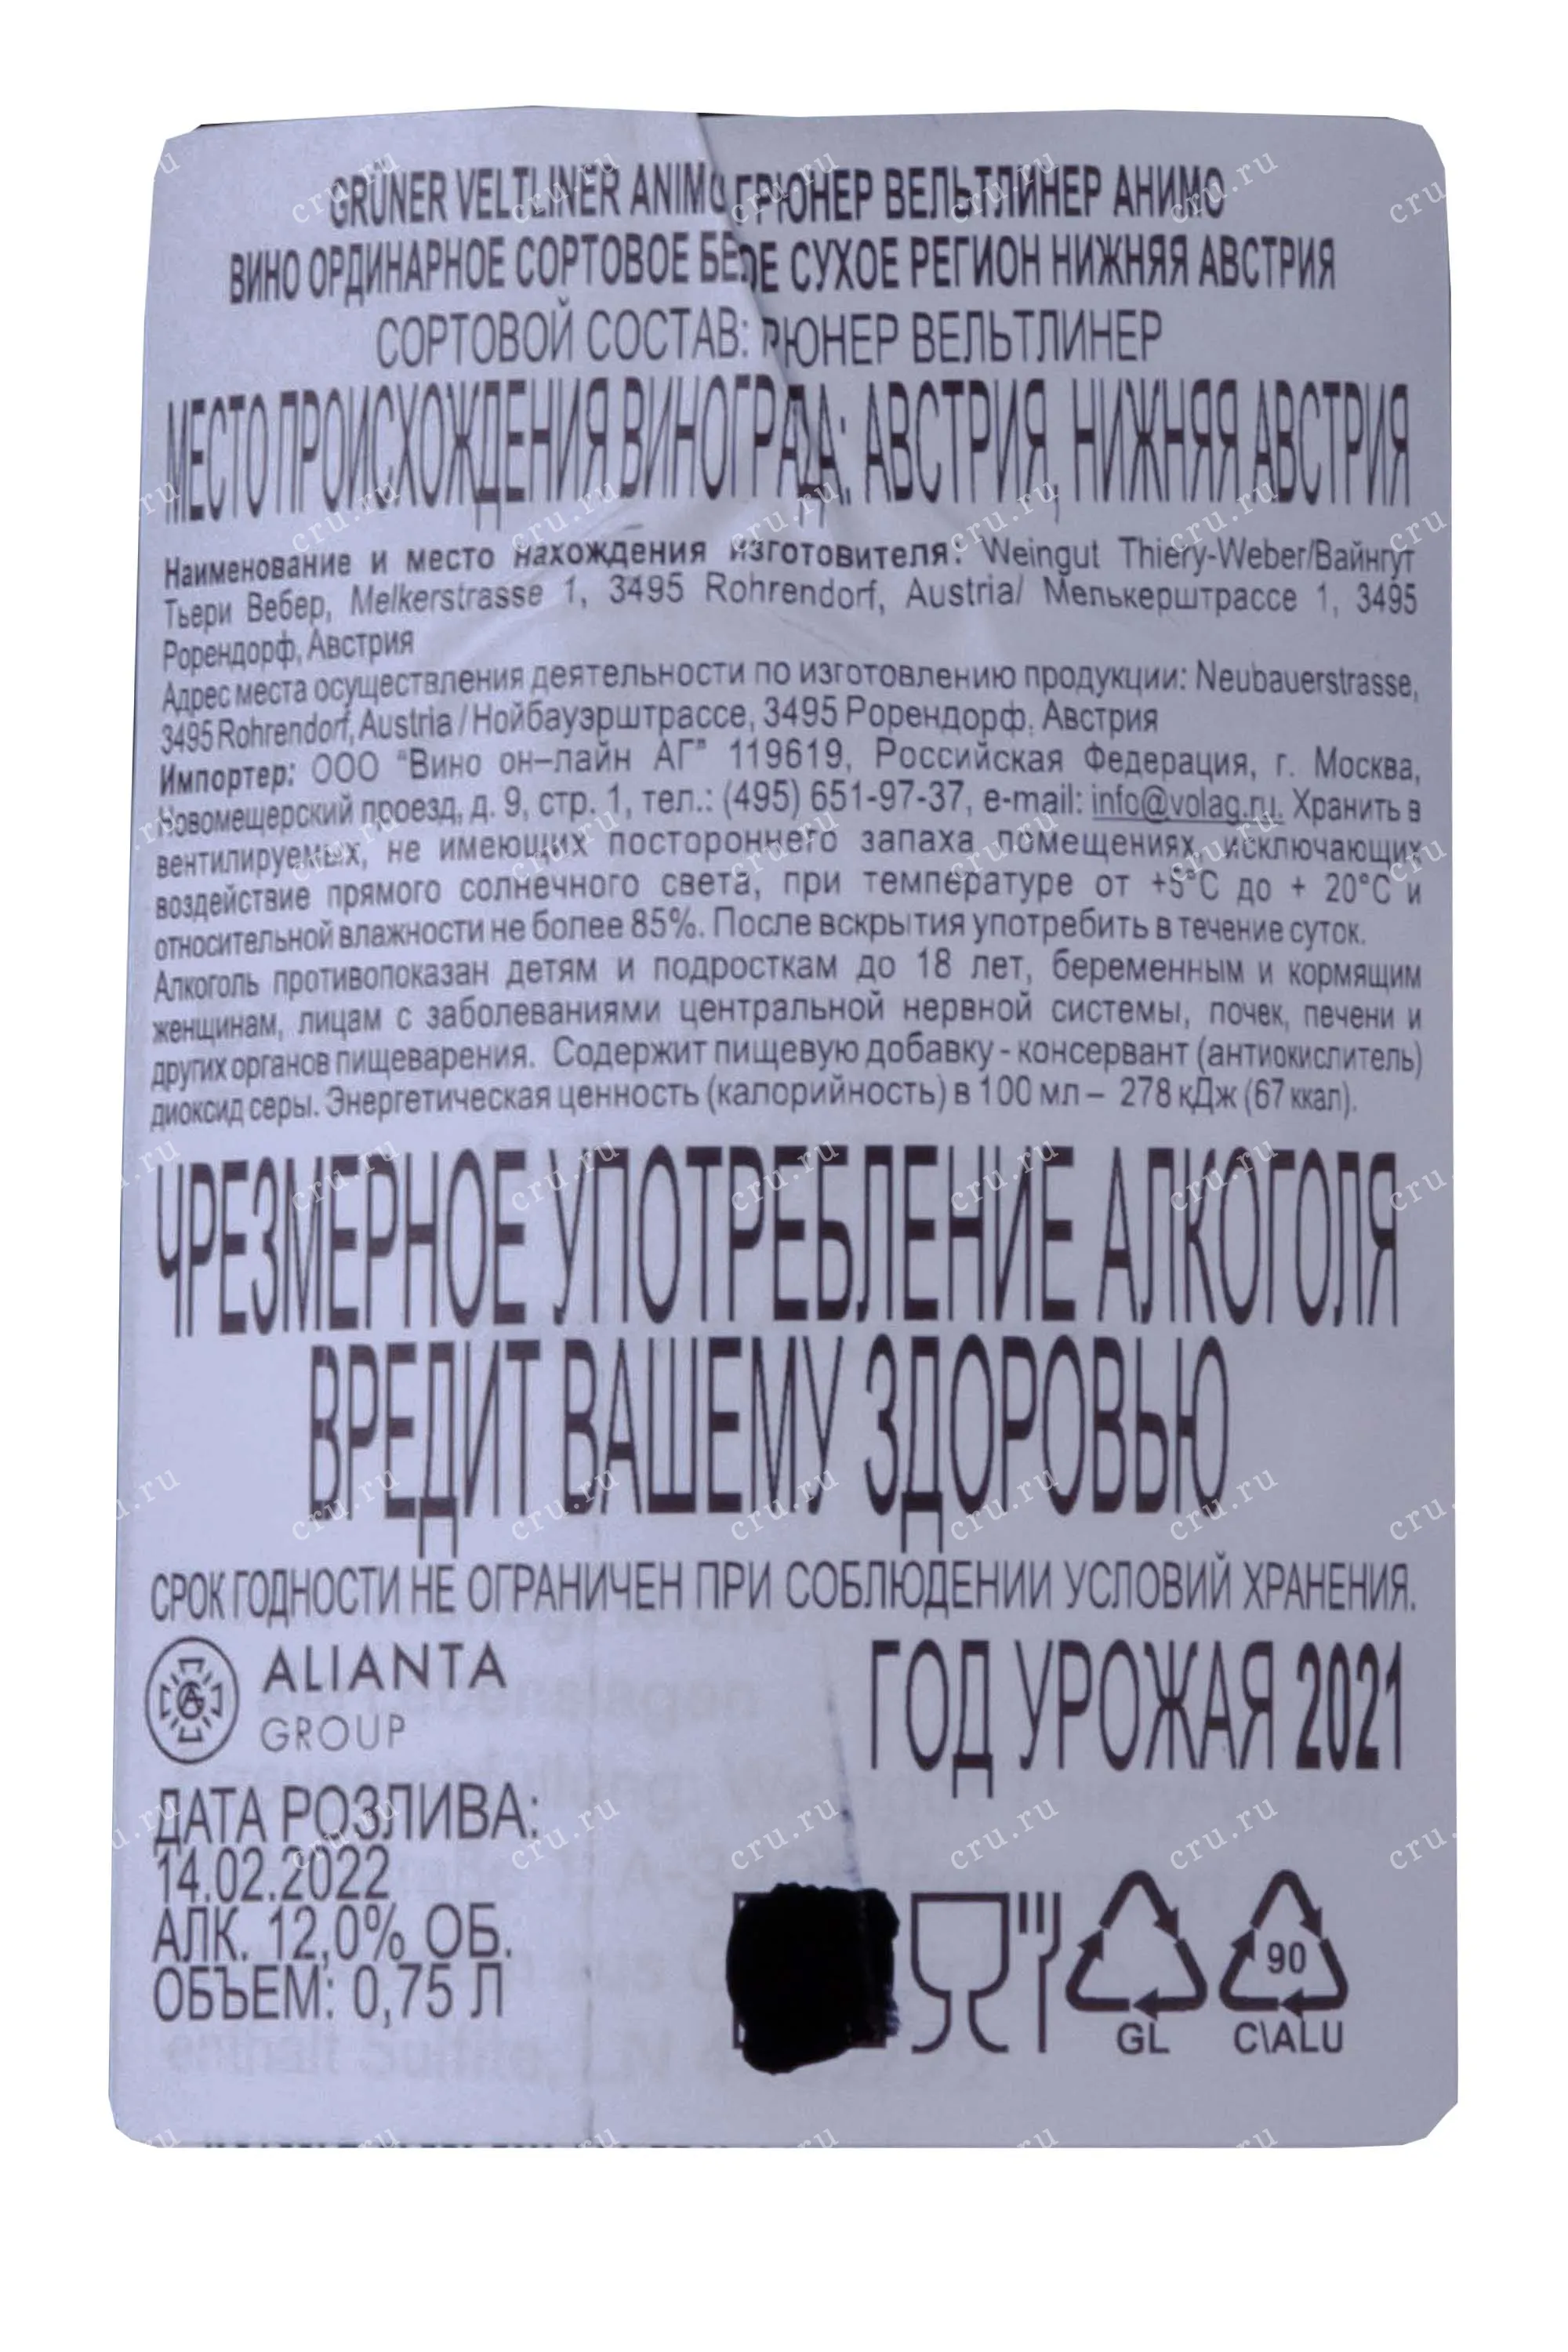 GRÜNER VELTLINER ANIMO ГРЮНЕР ВЕЛЬТЛИНЕР АНИМО
ВИНО ОРДИНАРНОЕ СОРТОВОЕ БЕЛОЕ СУХОЕ РЕГИОН НИЖНЯЯ АВСТРИЯ
СОРТОВОЙ СОСТАВ: ГРЮНЕР ВЕЛЬТЛИНЕР
МЕСТО ПРОИСХОЖДЕНИЯ ВИНОГРАДА: АВСТРИЯ, НИЖНЯЯ АВСТРИЯ
Наименование и место нахождения изготовителя: Weingut Thiery-Weber/Вайнгут
Тьери Вебер, Melkerstrasse 1, 3495 Rohrendorf, Austria/ Мелькерштрассе 1, 3495
Рорендорф, Австрия
Адрес места осуществления деятельности по изготовлению продукции: Neubauerstrasse,
3495 Rohrendorf, Austria / Нойбауэрштрассе, 3495 Рорендорф, Австрия
Импортер: ООО "Вино он–лайн АГ" 119619, Российская Федерация, г. Москва,
Новомещерский проезд, д. 9, стр. 1, тел.: (495) 651-97-37, e-mail: info@volag.ru. Хранить в
вентилируемых, не имеющих постороннего запаха помещениях, исключающих
воздействие прямого солнечного света, при температуре от +5°C до + 20°C и
относительной влажности не более 85%. После вскрытия употребить в течение суток.
Алкоголь противопоказан детям и подросткам до 18 лет, беременным и кормящим
женщинам, лицам с заболеваниями центральной нервной системы, почек, печени и
других органов пищеварения. Содержит пищевую добавку - консервант (антиокислитель)
диоксид серы. Энергетическая ценность (калорийность) в 100 мл – 278 кДж (67 ккал).
ЧРЕЗМЕРНОЕ УПОТРЕБЛЕНИЕ АЛКОГОЛЯ
ВРЕДИТ ВАШЕМУ ЗДОРОВЬЮ
СРОК ГОДНОСТИ НЕ ОГРАНИЧЕН ПРИ СОБЛЮДЕНИИ УСЛОВИЙ ХРАНЕНИЯ.
ALIANTA
GROUP
ГОД УРОЖАЯ 2021
ДАТА РОЗЛИВА:
14.02.2022
АЛК. 12,0% ОБ.
ОБЪЕМ: 0,75 Л
90
GL
C\ALU
cru.ru